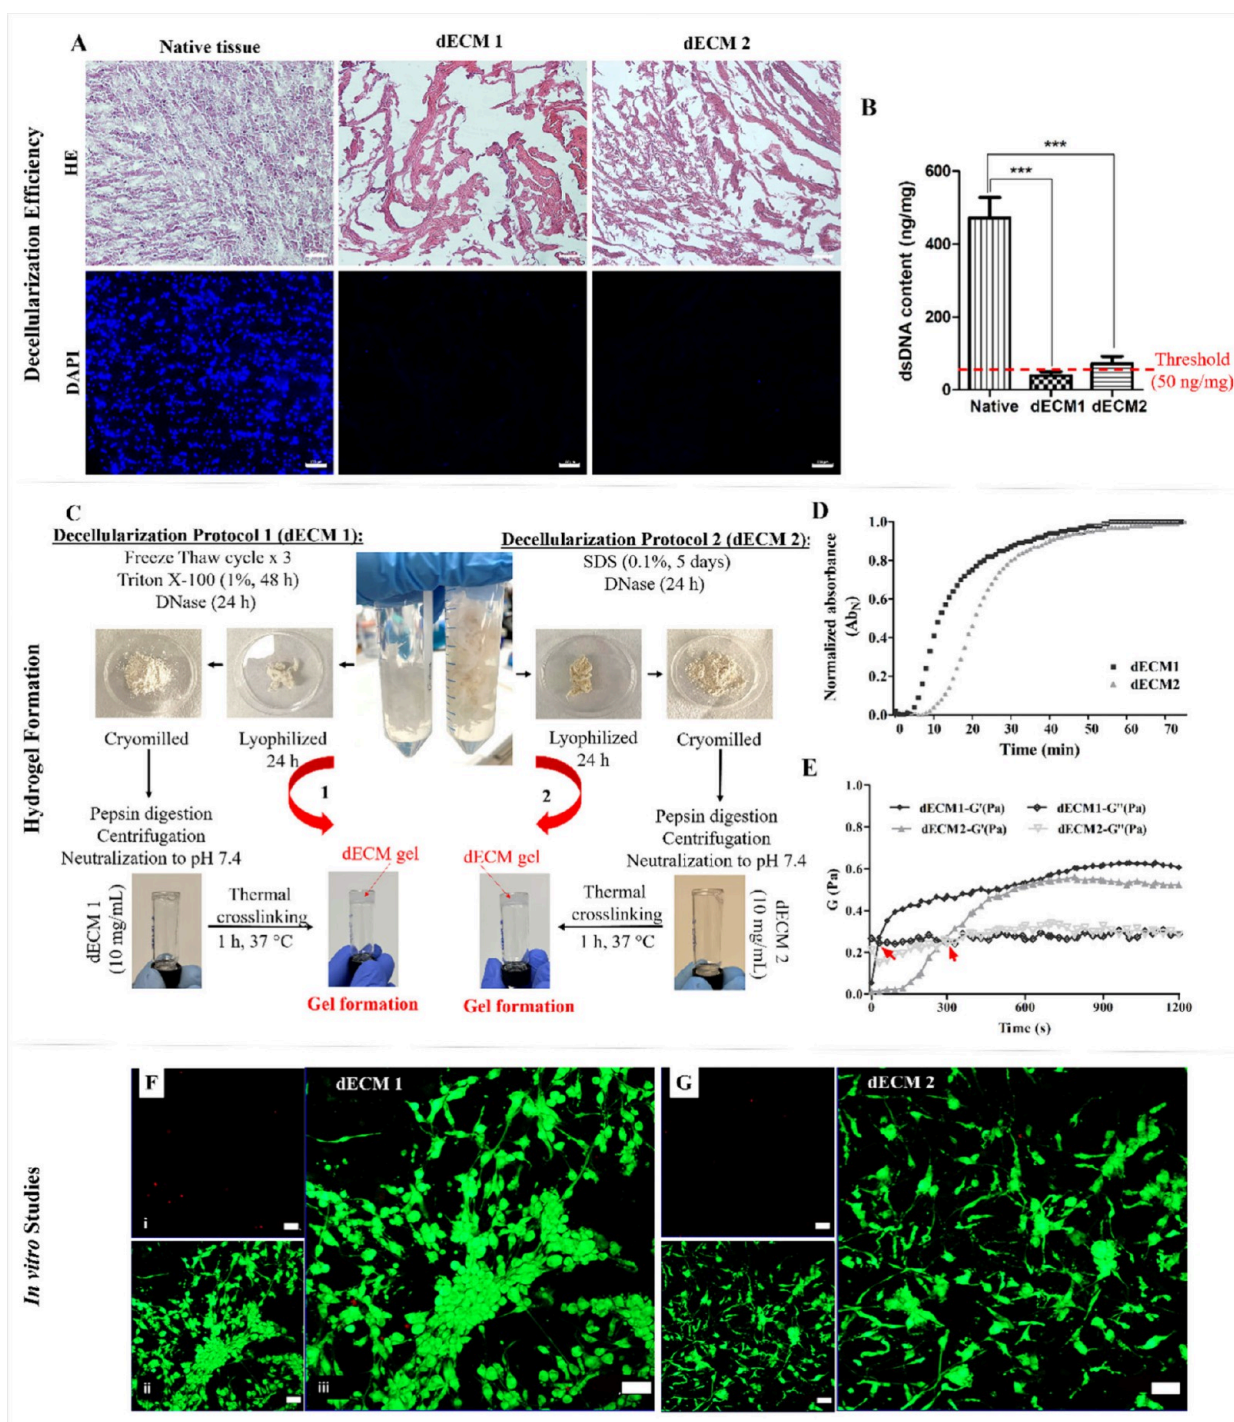 A
Native tissue
dECM 1
dECM 2
Decellularization Efficiency
HE
DAPI
B
dsDNA content (ng/mg)
600
400
200
0
***
***
Threshold
(50 ng/mg)
Native
dECM1
dECM2
Hydrogel Formation
C
Decellularization Protocol 1 (dECM 1):
Freeze Thaw cycle x 3
Triton X-100 (1%, 48 h)
DNase (24 h)
Decellularization Protocol 2 (dECM 2):
SDS (0.1%, 5 days)
DNase (24 h)
Cryomilled
Lyophilized
24 h
Lyophilized
24 h
Cryomilled
1
2
Pepsin digestion
Centrifugation
Neutralization to pH 7.4
Pepsin digestion
Centrifugation
Neutralization to pH 7.4
dECM gel
dECM gel
dECM 1
(10 mg/mL)
Thermal
crosslinking
1 h, 37 °C
Thermal
crosslinking
1 h, 37 °C
dECM 2
(10 mg/mL)
Gel formation
Gel formation
D
Normalized absorbance
(AbN)
1.0
0.8
0.6
0.4
0.2
0.0
dECM1
dECM2
0 10 20 30 40 50 60 70
Time (min)
E
G (Pa)
1.0
0.8
0.6
0.4
0.2
0.0
dECM1-G'(Pa)
dECM1-G''(Pa)
dECM2-G'(Pa)
dECM2-G''(Pa)
0 300 600 900 1200
Time (s)
In vitro Studies
F
i
ii
dECM 1
iii
G
dECM 2